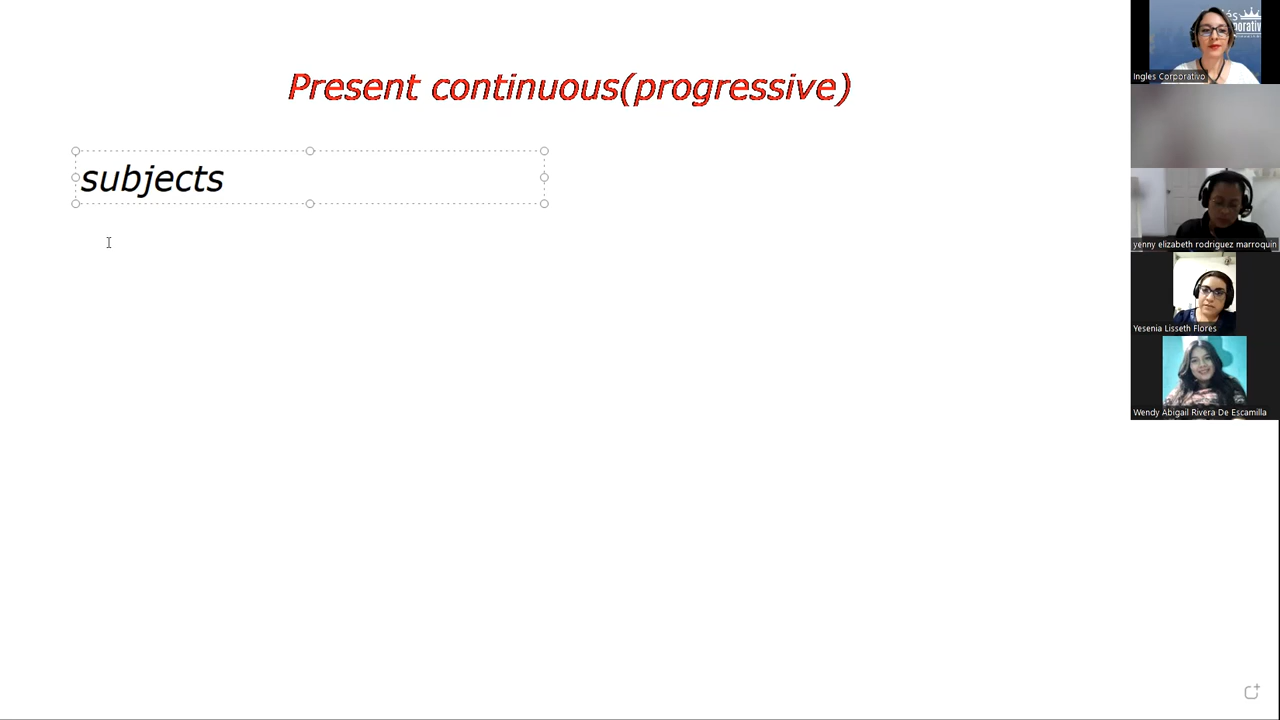 Present continuous(progressive)
subjects
Ingles Corporativo
yenny elizabeth rodriguez marroquin
Yesenia Lisseth Flores
Wendy Abigail Rivera De Escamilla